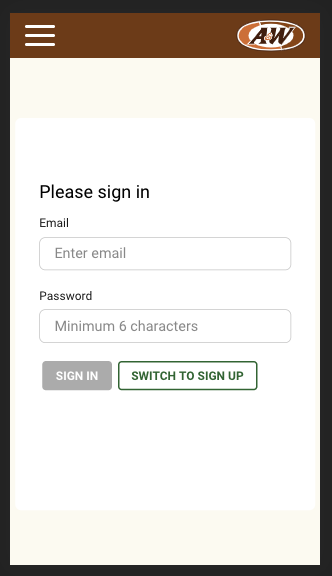 A&W
Please sign in
Email
Enter email
Password
Minimum 6 characters
SIGN IN
SWITCH TO SIGN UP